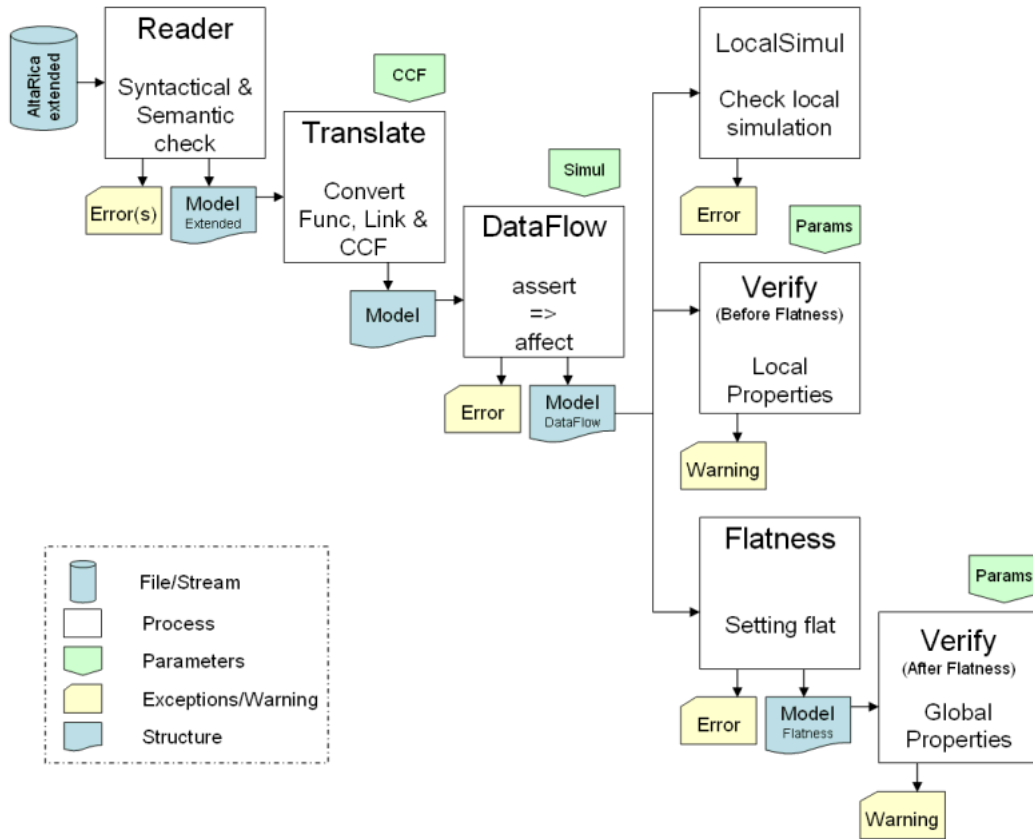 AltaRica
extended
Reader
Syntactical &
Semantic
check
Error(s)
Model
Extended
CCF
Translate
Convert
Func, Link &
CCF
Model
Simul
DataFlow
assert
=>
affect
Error
Model
DataFlow
LocalSimul
Check local
simulation
Error
Params
Verify
(Before Flatness)
Local
Properties
Warning
Flatness
Setting flat
Error
Model
Flatness
Params
Verify
(After Flatness)
Global
Properties
Warning
File/Stream
Process
Parameters
Exceptions/Warning
Structure